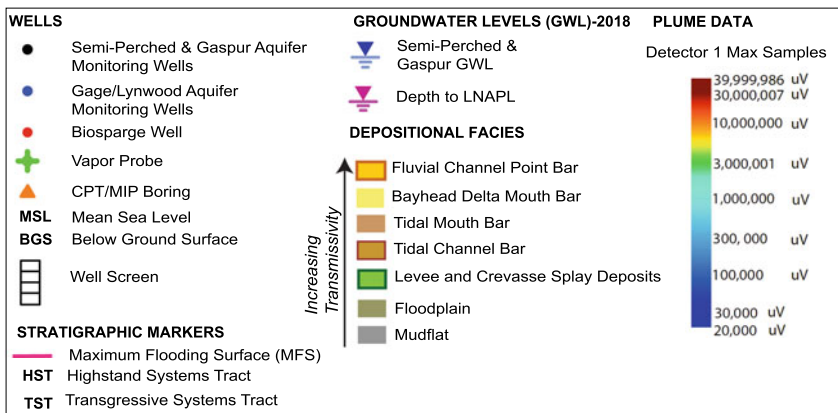 WELLS
Semi-Perched & Gaspur Aquifer
Monitoring Wells
Gage/Lynwood Aquifer
Monitoring Wells
Biosparge Well
Vapor Probe
CPT/MIP Boring
MSL Mean Sea Level
BGS Below Ground Surface
Well Screen
STRATIGRAPHIC MARKERS
Maximum Flooding Surface (MFS)
HST Highstand Systems Tract
TST Transgressive Systems Tract
GROUNDWATER LEVELS (GWL)-2018
Semi-Perched &
Gaspur GWL
Depth to LNAPL
DEPOSITIONAL FACIES
Increasing
Transmissivity
Fluvial Channel Point Bar
Bayhead Delta Mouth Bar
Tidal Mouth Bar
Tidal Channel Bar
Levee and Crevasse Splay Deposits
Floodplain
Mudflat
PLUME DATA
Detector 1 Max Samples
39,999,986 uV
30,000,007 uV
10,000,000 uV
3,000,001 uV
1,000,000 uV
300, 000 uV
100,000 uV
30,000 uV
20,000 uV